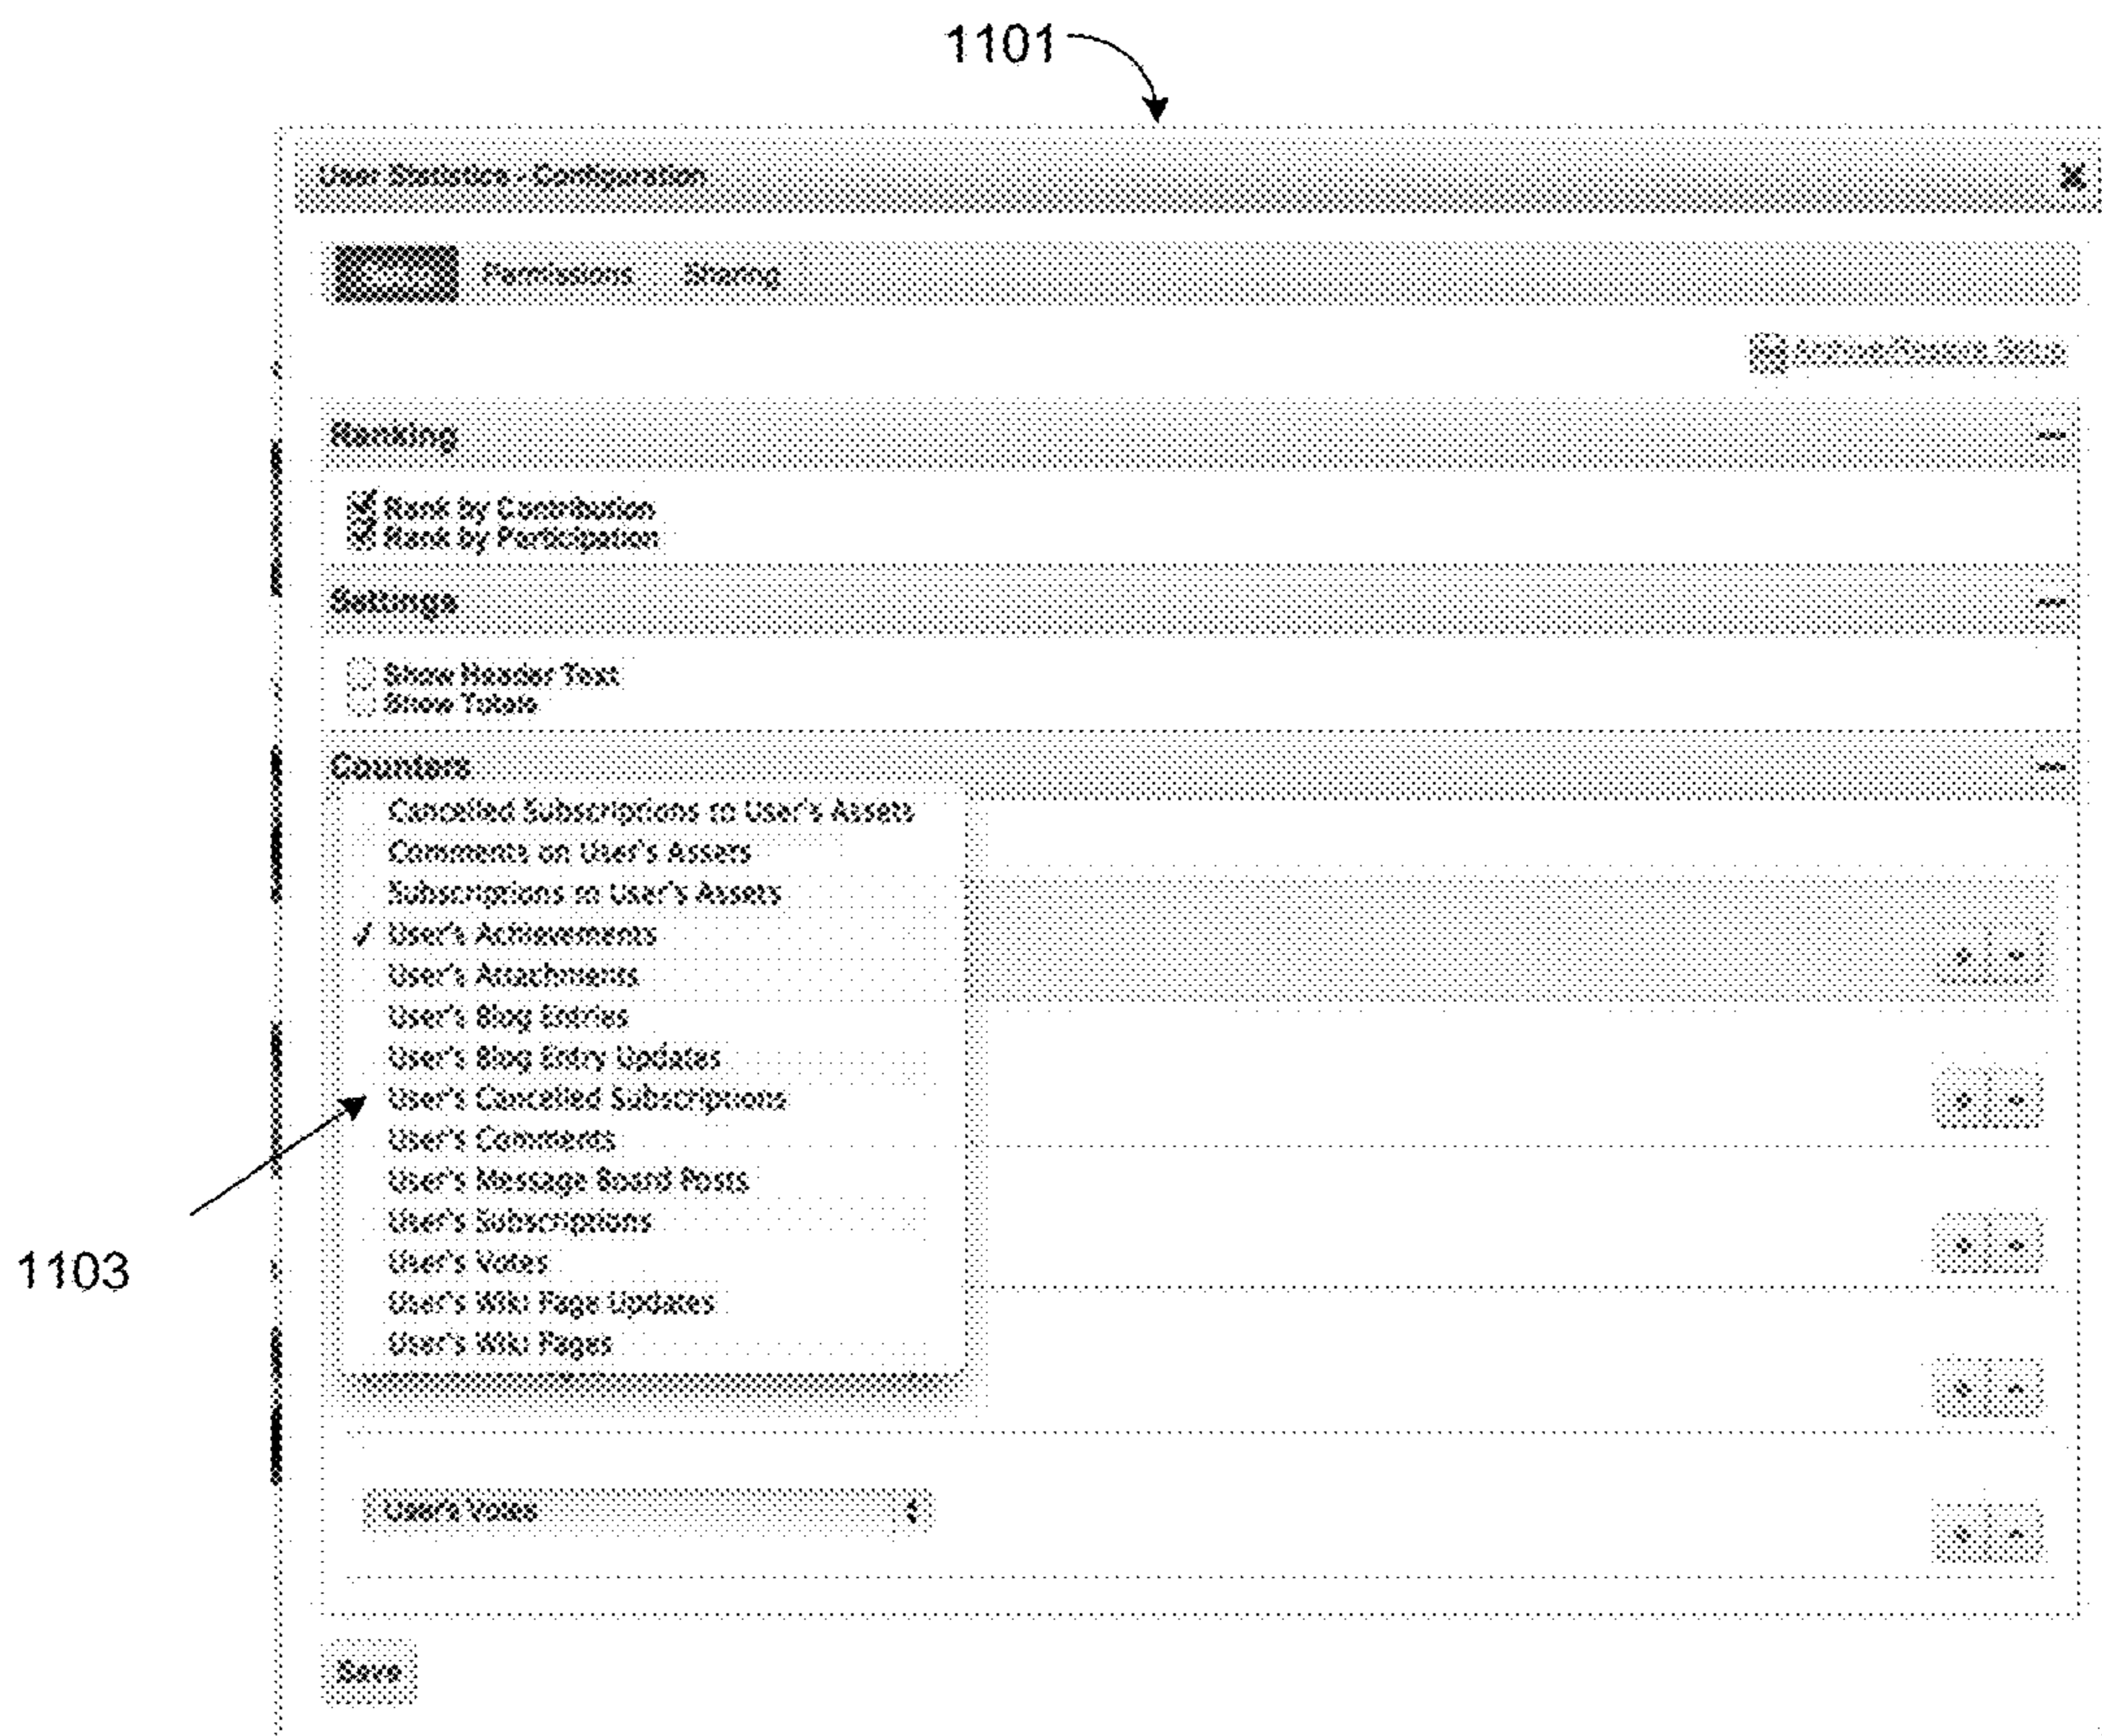 1101
User Statistics - Configuration
Permissions Sharing
Archive/Restore Setup
Ranking
Rank by Contribution
Rank by Participation
Settings
Show Header Text
Show Totals
Counters
Cancelled Subscriptions to User's Assets
Comments on User's Assets
Subscriptions to User's Assets
✓ User's Achievements
User's Attachments
User's Blog Entries
User's Blog Entry Updates
User's Cancelled Subscriptions
User's Comments
User's Message Board Posts
User's Subscriptions
User's Votes
User's Wiki Page Updates
User's Wiki Pages
1103
User's Votes
Save